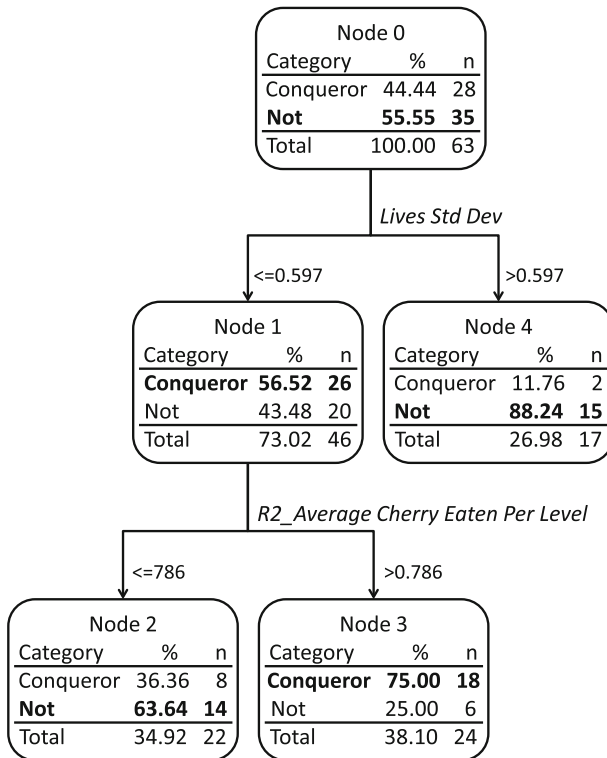 Node 0
Category % n
Conqueror 44.44 28
Not 55.55 35
Total 100.00 63
Lives Std Dev
<=0.597 >0.597
Node 1
Category % n
Conqueror 56.52 26
Not 43.48 20
Total 73.02 46
Node 4
Category % n
Conqueror 11.76 2
Not 88.24 15
Total 26.98 17
R2_Average Cherry Eaten Per Level
<=786 >0.786
Node 2
Category % n
Conqueror 36.36 8
Not 63.64 14
Total 34.92 22
Node 3
Category % n
Conqueror 75.00 18
Not 25.00 6
Total 38.10 24